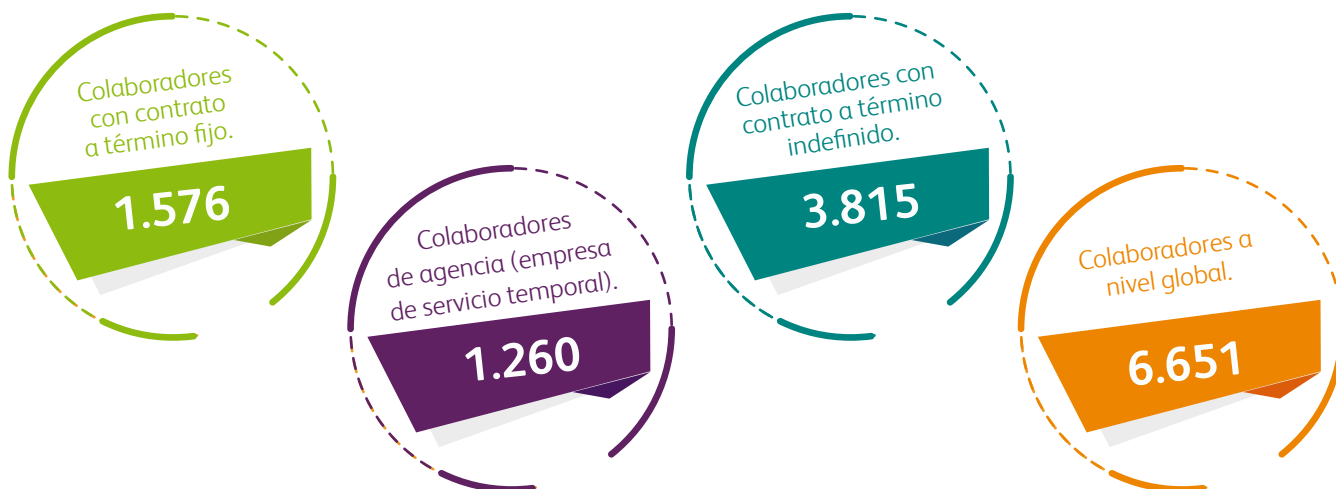 Colaboradores
con contrato
a término fijo.
1.576
Colaboradores
de agencia (empresa
de servicio temporal).
1.260
Colaboradores con
contrato a término
indefinido.
3.815
Colaboradores a
nivel global.
6.651